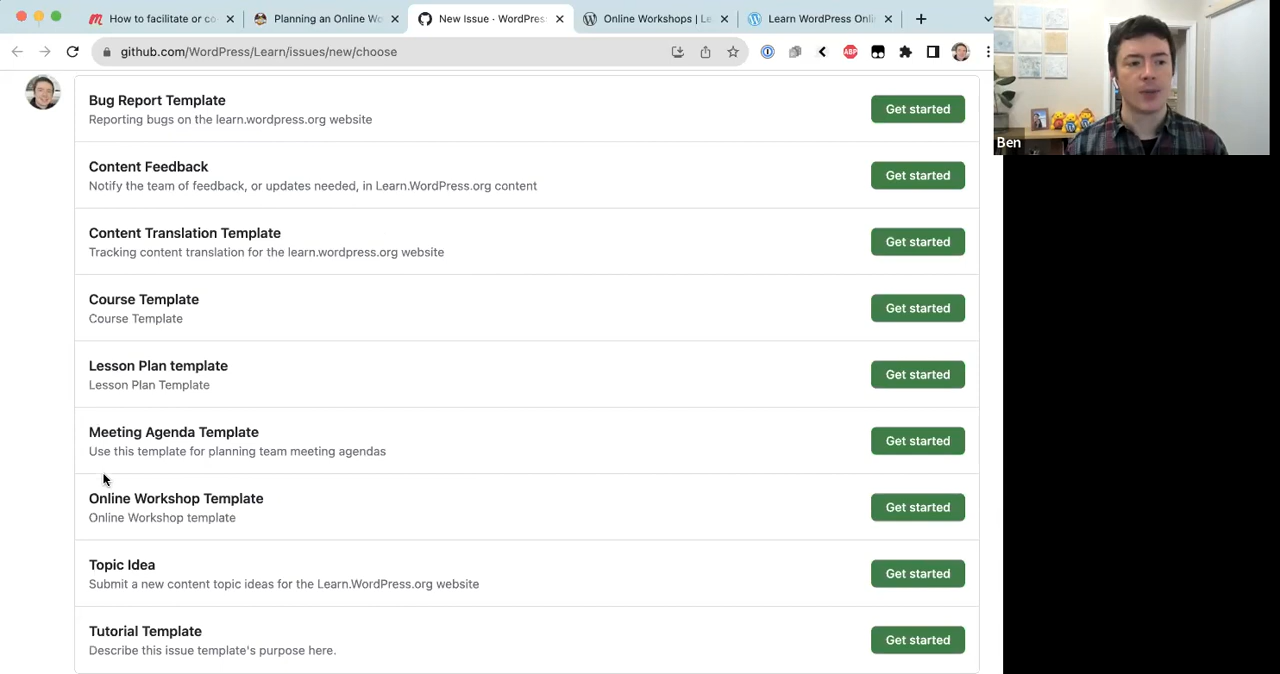 How to facilitate or co
Planning an Online Wo
New Issue · WordPres
Online Workshops | Le
Learn WordPress Onli
github.com/WordPress/Learn/issues/new/choose
ABP
Ben
Bug Report Template
Reporting bugs on the learn.wordpress.org website
Get started
Content Feedback
Notify the team of feedback, or updates needed, in Learn.WordPress.org content
Get started
Content Translation Template
Tracking content translation for the learn.wordpress.org website
Get started
Course Template
Course Template
Get started
Lesson Plan template
Lesson Plan Template
Get started
Meeting Agenda Template
Use this template for planning team meeting agendas
Get started
Online Workshop Template
Online Workshop template
Get started
Topic Idea
Submit a new content topic ideas for the Learn.WordPress.org website
Get started
Tutorial Template
Describe this issue template's purpose here.
Get started